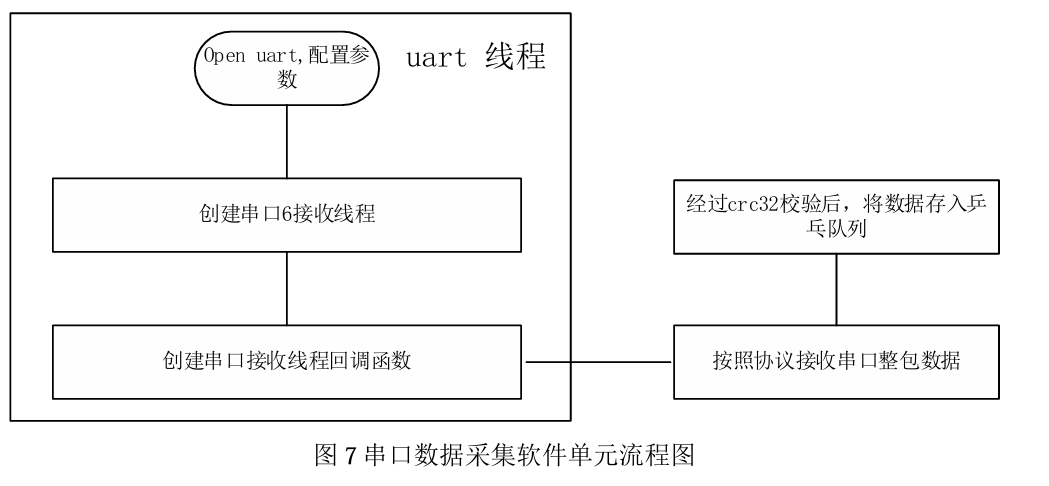 Open uart,配置参
数
uart 线程
创建串口6接收线程
经过crc32校验后，将数据存入乒
乓队列
创建串口接收线程回调函数
按照协议接收串口整包数据
图 7 串口数据采集软件单元流程图